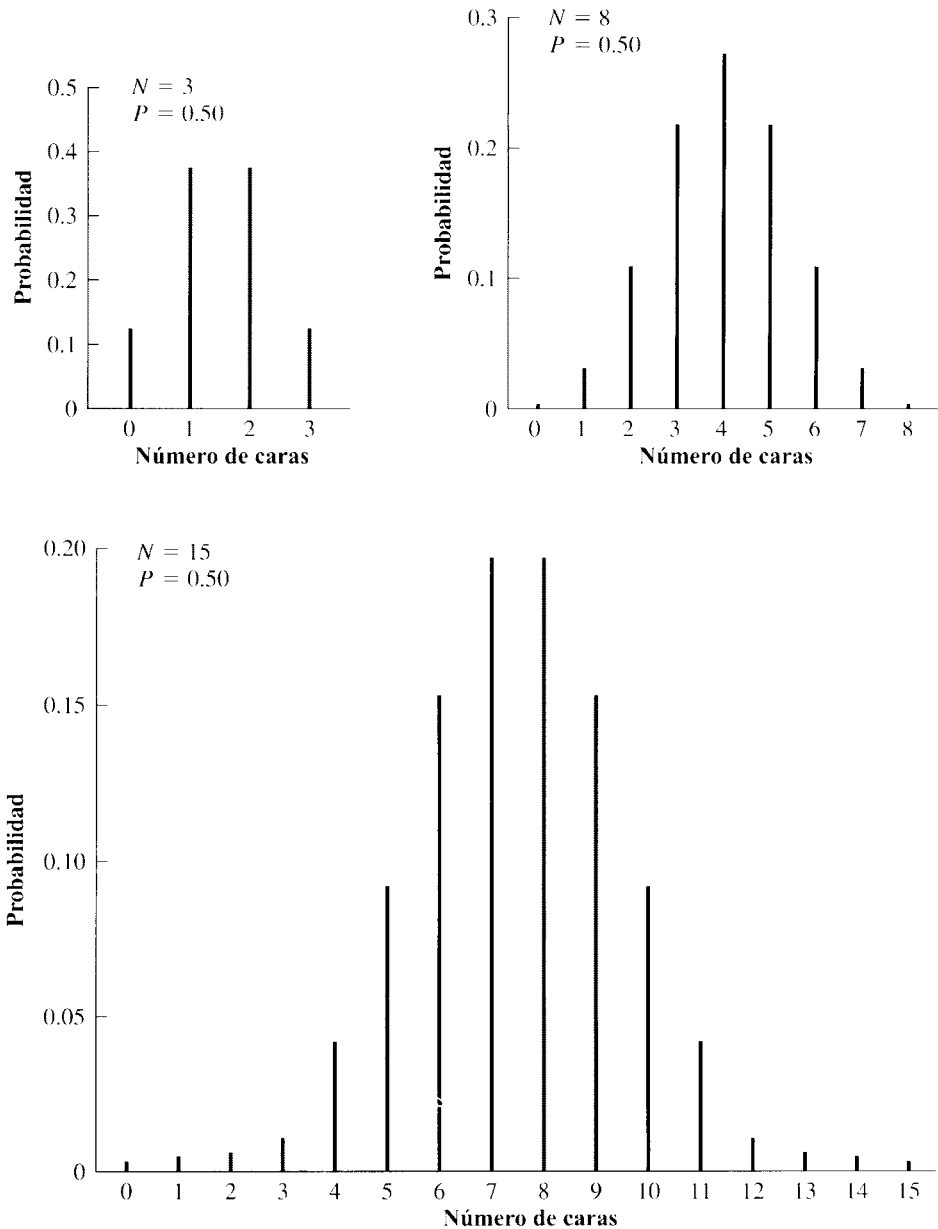 N = 3
P = 0.50
0.5
0.4
0.3
0.2
0.1
0
Probabilidad
0 1 2 3
Número de caras
N = 8
P = 0.50
0.3
0.2
0.1
0
Probabilidad
0 1 2 3 4 5 6 7 8
Número de caras
N = 15
P = 0.50
0.20
0.15
0.10
0.05
0
Probabilidad
0 1 2 3 4 5 6 7 8 9 10 11 12 13 14 15
Número de caras